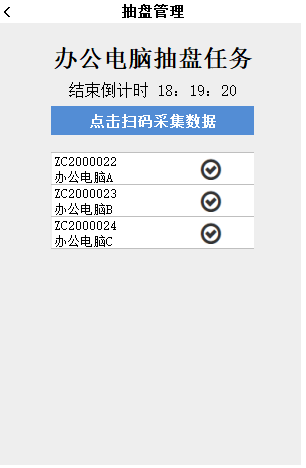 抽盘管理
办公电脑抽盘任务
结束倒计时 18：19：20
点击扫码采集数据
ZC2000022
办公电脑A
ZC2000023
办公电脑B
ZC2000024
办公电脑C